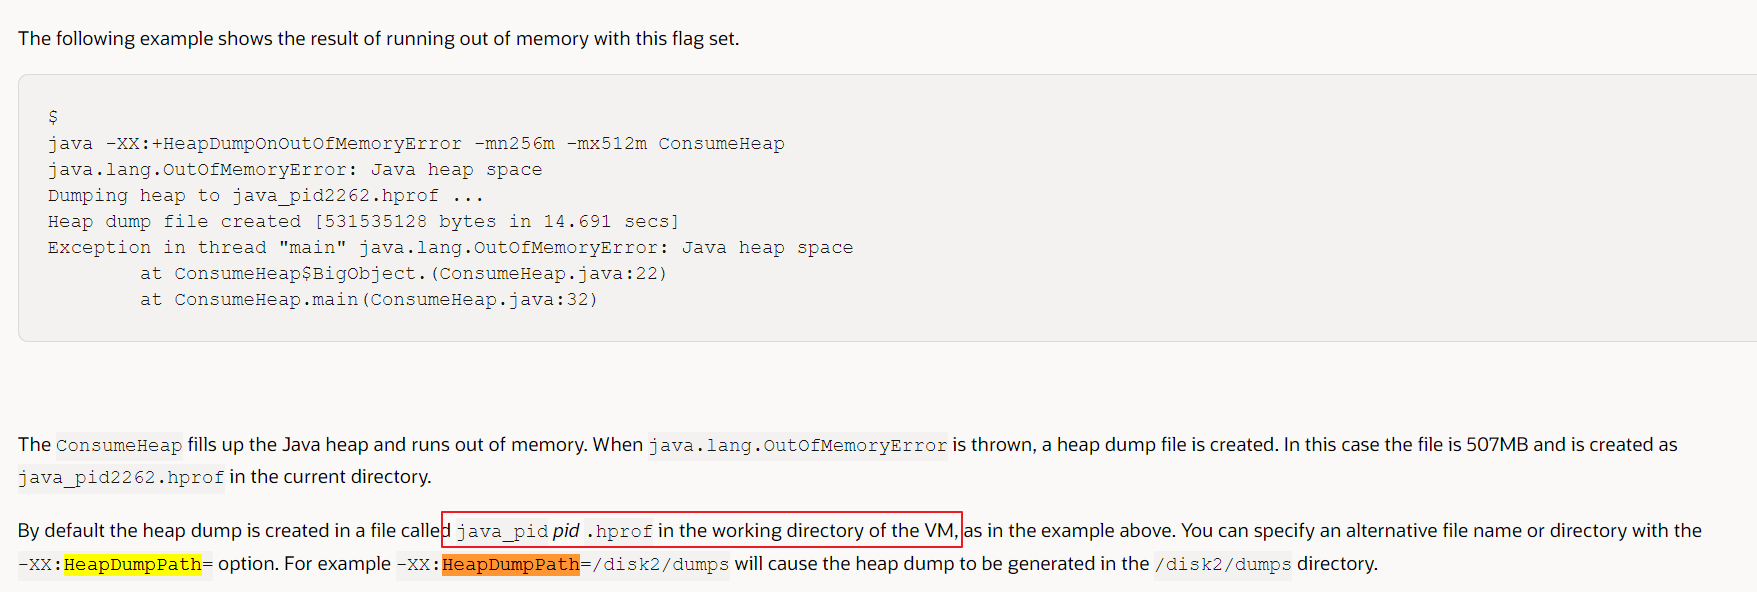 The following example shows the result of running out of memory with this flag set.
$
java -XX:+HeapDumpOnOutOfMemoryError -mn256m -mx512m ConsumeHeap
java.lang.OutOfMemoryError: Java heap space
Dumping heap to java_pid2262.hprof ...
Heap dump file created [531535128 bytes in 14.691 secs]
Exception in thread "main" java.lang.OutOfMemoryError: Java heap space
at ConsumeHeap$BigObject.(ConsumeHeap.java:22)
at ConsumeHeap.main(ConsumeHeap.java:32)
The ConsumeHeap fills up the Java heap and runs out of memory. When java.lang.OutOfMemoryError is thrown, a heap dump file is created. In this case the file is 507MB and is created as
java_pid2262.hprof in the current directory.
By default the heap dump is created in a file called java_pid pid .hprof in the working directory of the VM, as in the example above. You can specify an alternative file name or directory with the
-XX:HeapDumpPath= option. For example -XX:HeapDumpPath=/disk2/dumps will cause the heap dump to be generated in the /disk2/dumps directory.